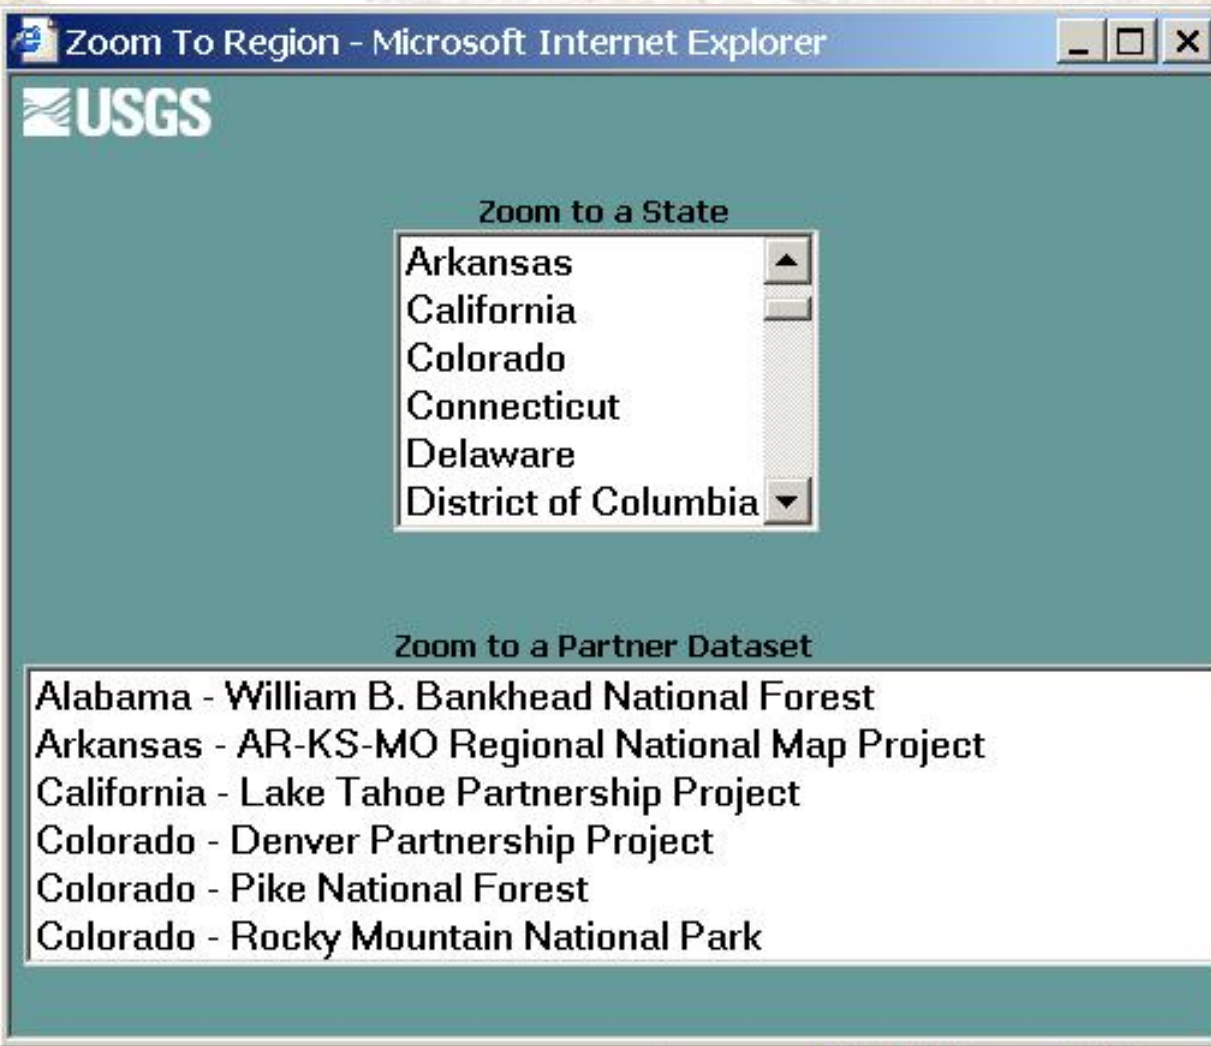 Zoom To Region - Microsoft Internet Explorer
USGS
Zoom to a State
Arkansas
California
Colorado
Connecticut
Delaware
District of Columbia
Zoom to a Partner Dataset
Alabama - William B. Bankhead National Forest
Arkansas - AR-KS-MO Regional National Map Project
California - Lake Tahoe Partnership Project
Colorado - Denver Partnership Project
Colorado - Pike National Forest
Colorado - Rocky Mountain National Park